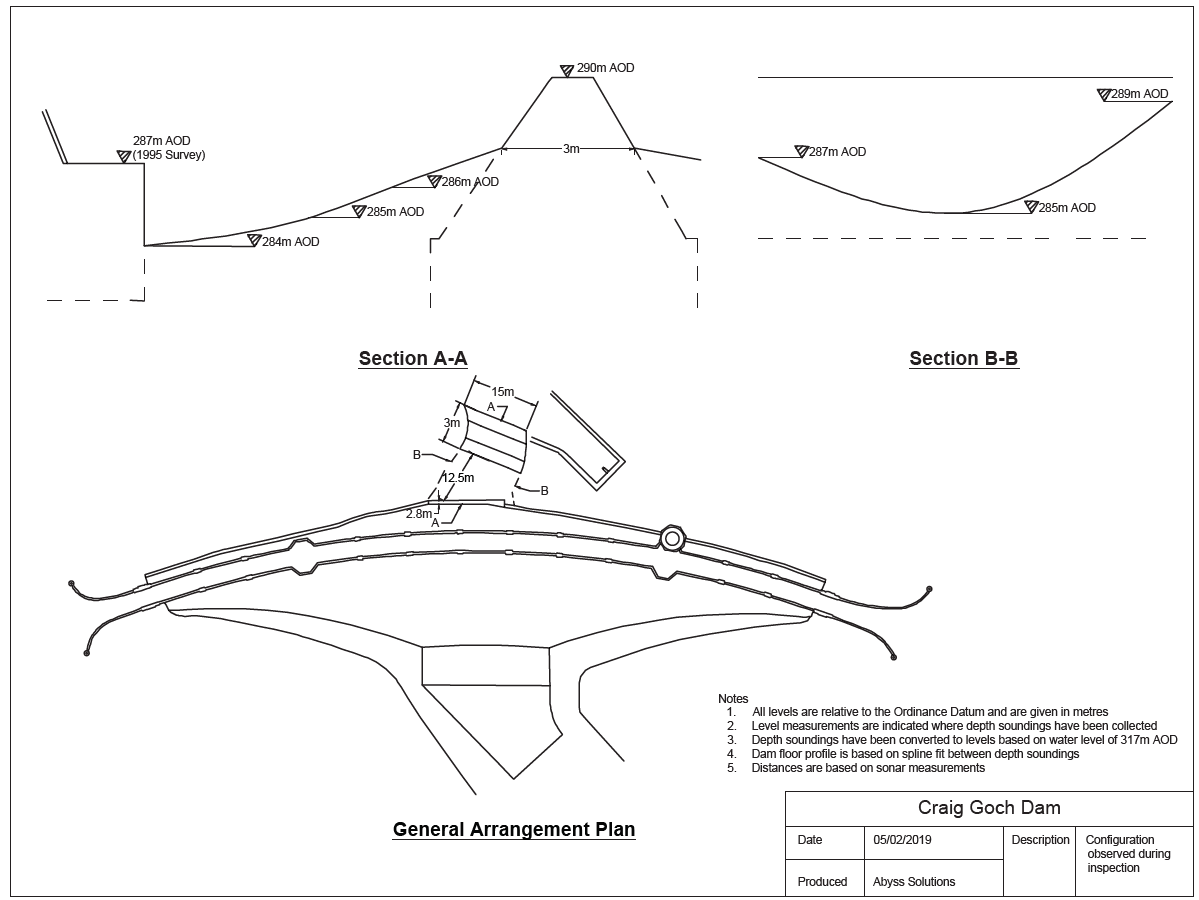 290m AOD
287m AOD
(1995 Survey)
3m
286m AOD
285m AOD
284m AOD
289m AOD
287m AOD
285m AOD
Section A-A
Section B-B
15m
A
3m
B
12.5m
B
2.8m
A
General Arrangement Plan
Notes
1. All levels are relative to the Ordinance Datum and are given in metres
2. Level measurements are indicated where depth soundings have been collected
3. Depth soundings have been converted to levels based on water level of 317m AOD
4. Dam floor profile is based on spline fit between depth soundings
5. Distances are based on sonar measurements
Craig Goch Dam
Date 05/02/2019 Description Configuration
observed during
inspection
Produced Abyss Solutions